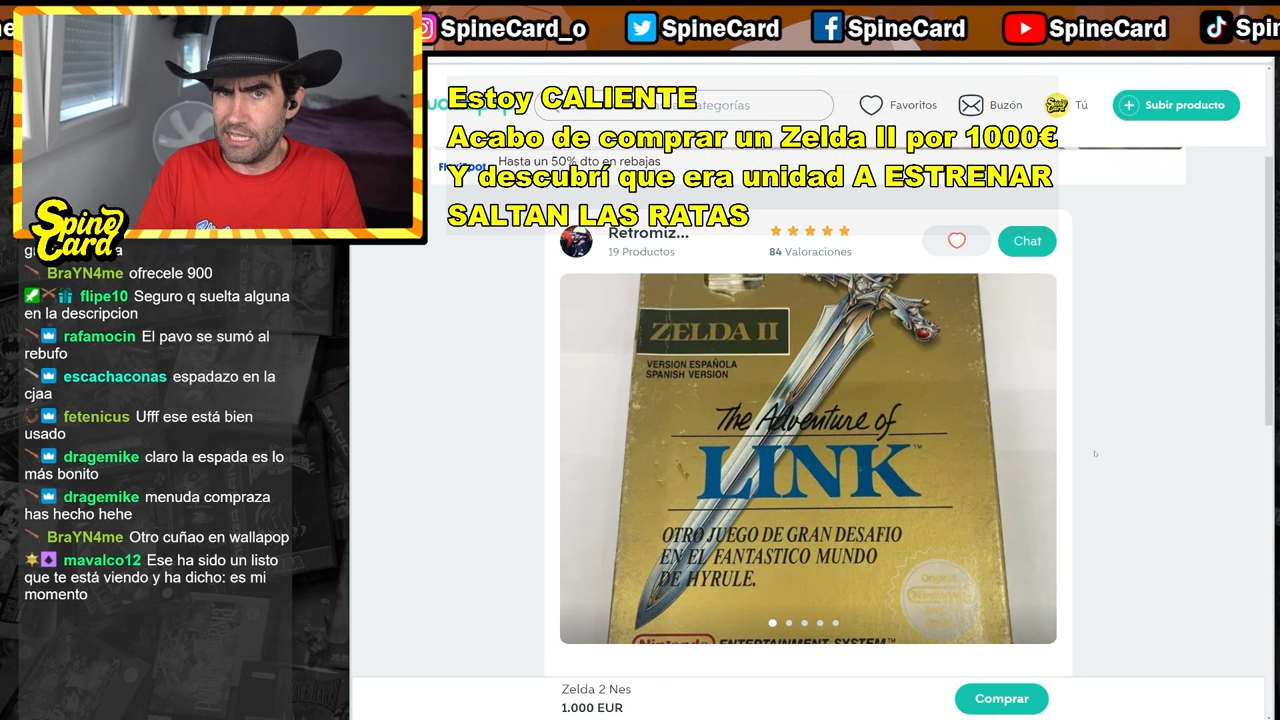 SpineCard_o
SpineCard
SpineCard
SpineCard
Spine
Card
Estoy CALIENTE
Acabo de comprar un Zelda II por 1000€
Y descubrí que era unidad A ESTRENAR
SALTAN LAS RATAS
Favoritos
Buzón
Tú
+ Subir producto
Hasta un 50% dto en rebajas
Retromiz...
19 Productos
84 Valoraciones
Chat
BraYN4me ofrecele 900
flipe10 Seguro q suelta alguna
en la descripcion
rafamocin El pavo se sumó al
rebufo
escachaconas espadazo en la
cjaa
fetenicus Ufff ese está bien
usado
dragemike claro la espada es lo
más bonito
dragemike menuda compraza
has hecho hehe
BraYN4me Otro cuñao en wallapop
mavalco12 Ese ha sido un listo
que te está viendo y ha dicho: es mi
momento
ZELDA II
VERSION ESPAÑOLA
SPANISH VERSION
The Adventure of
LINK™
OTRO JUEGO DE GRAN DESAFIO
EN EL FANTASTICO MUNDO
DE HYRULE.
Original
Nintendo
Nintendo ENTERTAINMENT SYSTEM™
Zelda 2 Nes
1.000 EUR
Comprar